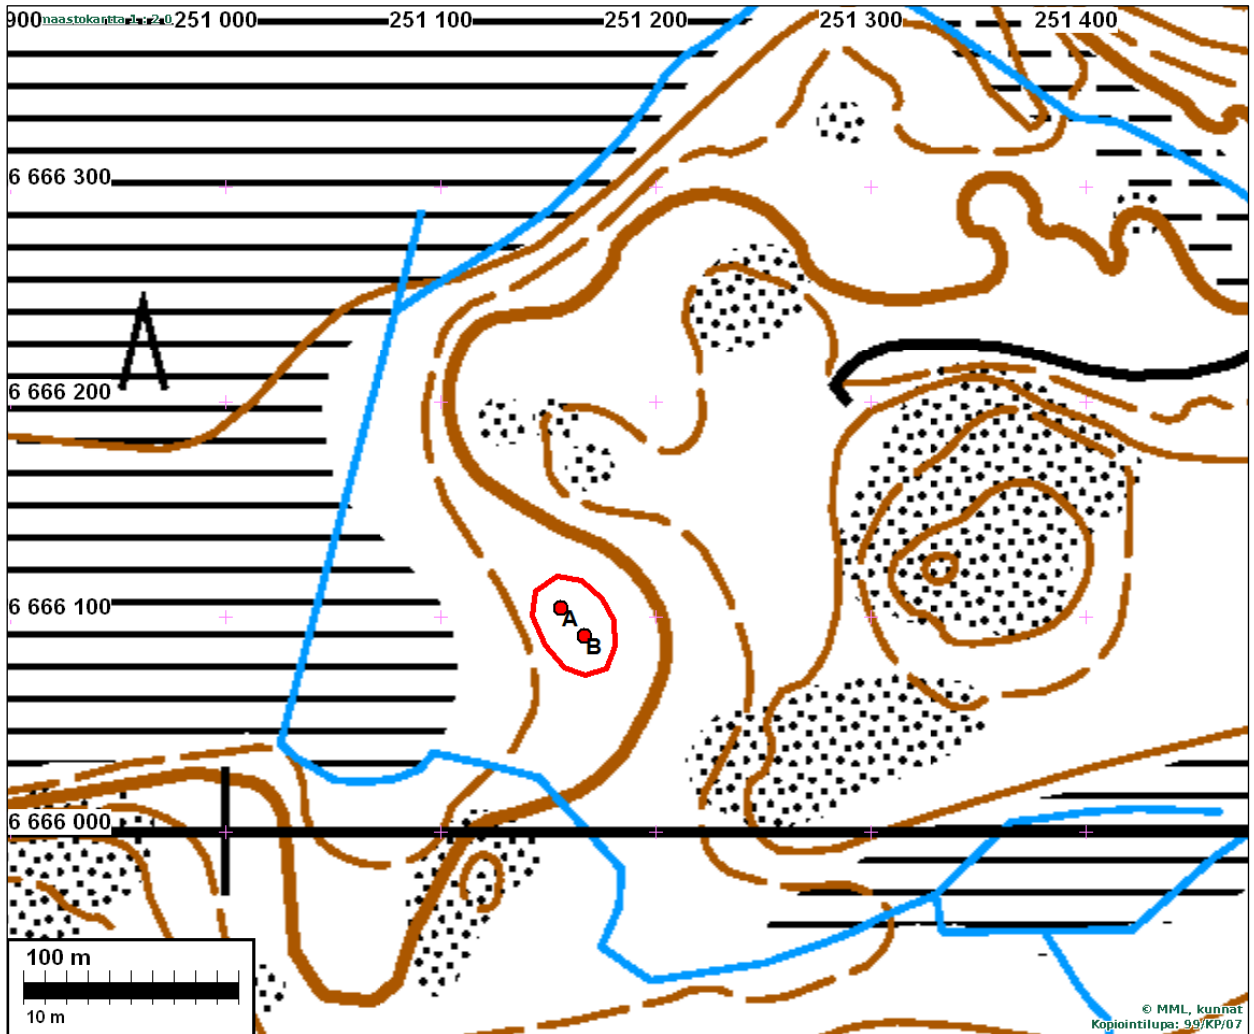 900 maastokartta 1 : 2 0 251 000 251 100 251 200 251 300 251 400
6 666 300
6 666 200
6 666 100
A
B
6 666 000
100 m
10 m
© MML, kunnat
Kopiointilupa: 99/KP/07